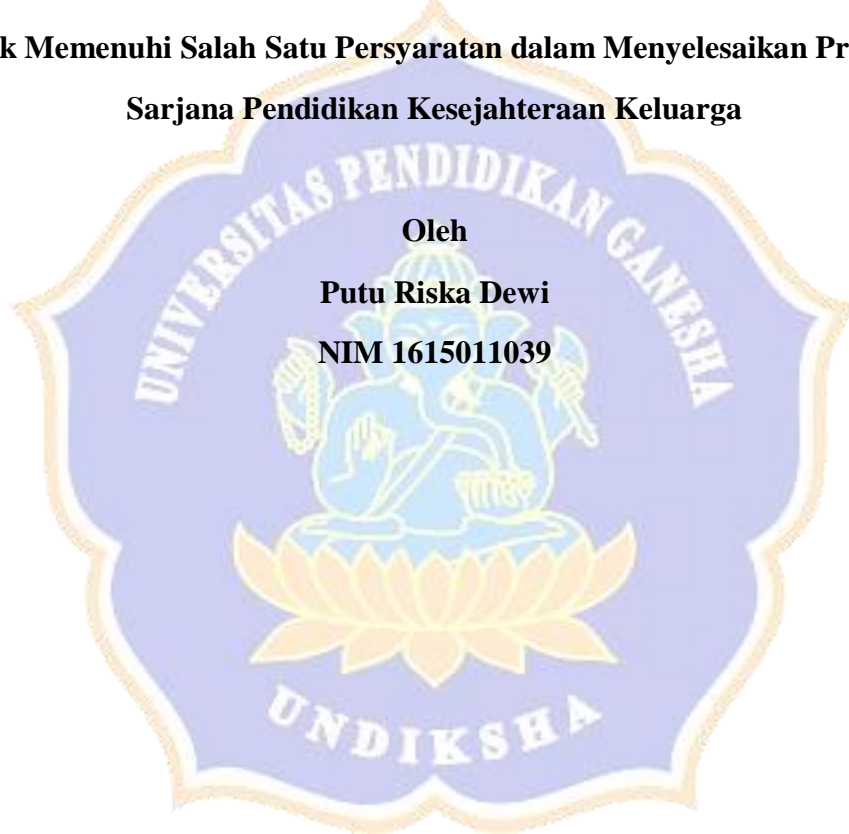 Memenuhi Salah Satu Persyaratan dalam Menyelesaikan
Sarjana Pendidikan Kesejahteraan Keluarga
UNIVERSITAS PENDIDIKAN GANESHA
Oleh
Putu Riska Dewi
NIM 1615011039
UNDIKSHA